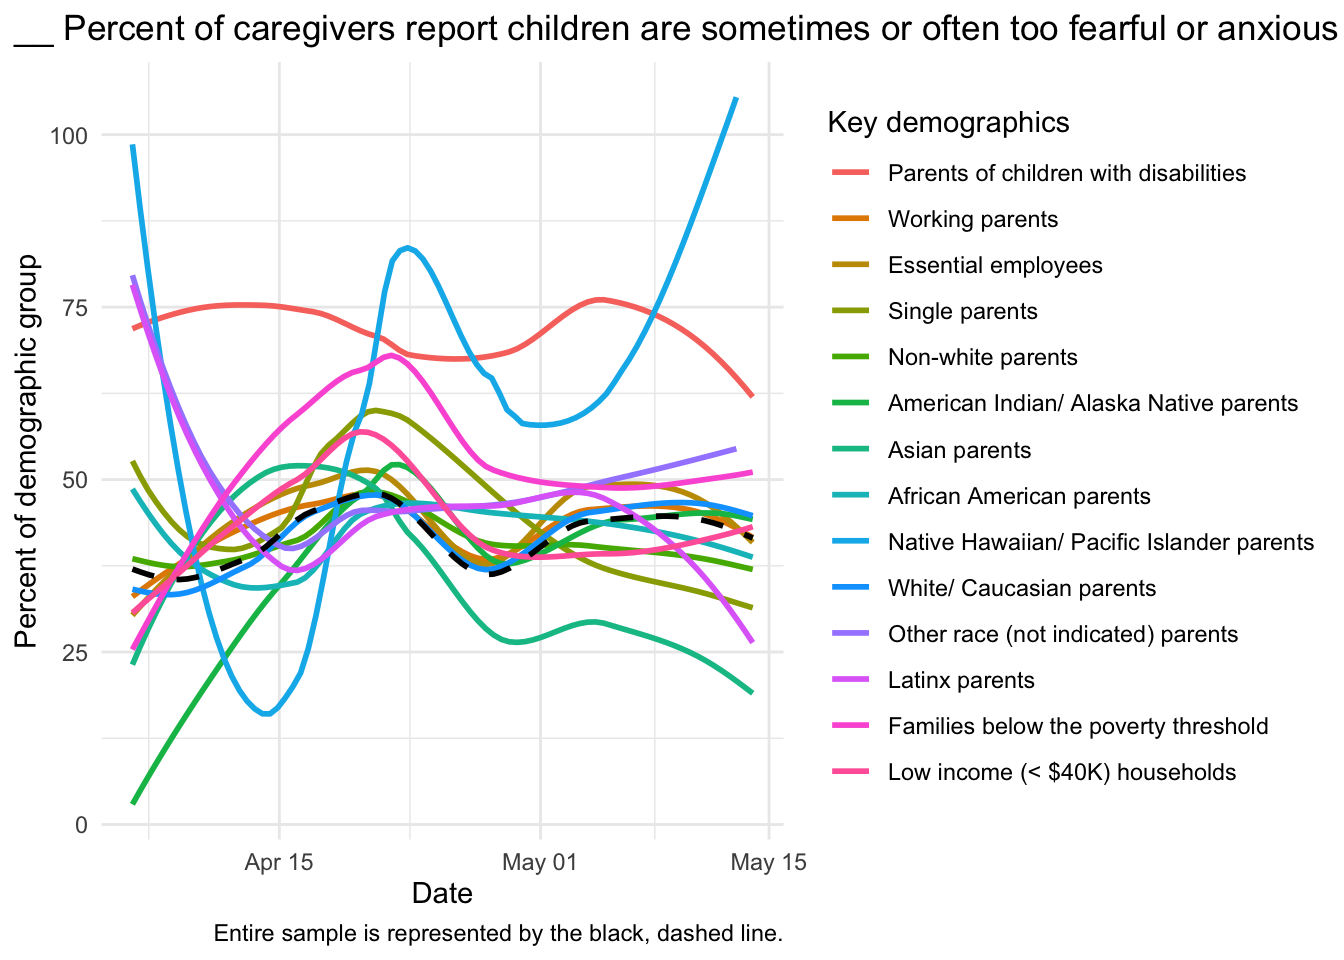 __ Percent of caregivers report children are sometimes or often too fearful or anxious
Percent of demographic group
100
75
50
25
0
Apr 15
May 01
May 15
Date
Key demographics
Parents of children with disabilities
Working parents
Essential employees
Single parents
Non-white parents
American Indian/ Alaska Native parents
Asian parents
African American parents
Native Hawaiian/ Pacific Islander parents
White/ Caucasian parents
Other race (not indicated) parents
Latinx parents
Families below the poverty threshold
Low income (< $40K) households
Entire sample is represented by the black, dashed line.